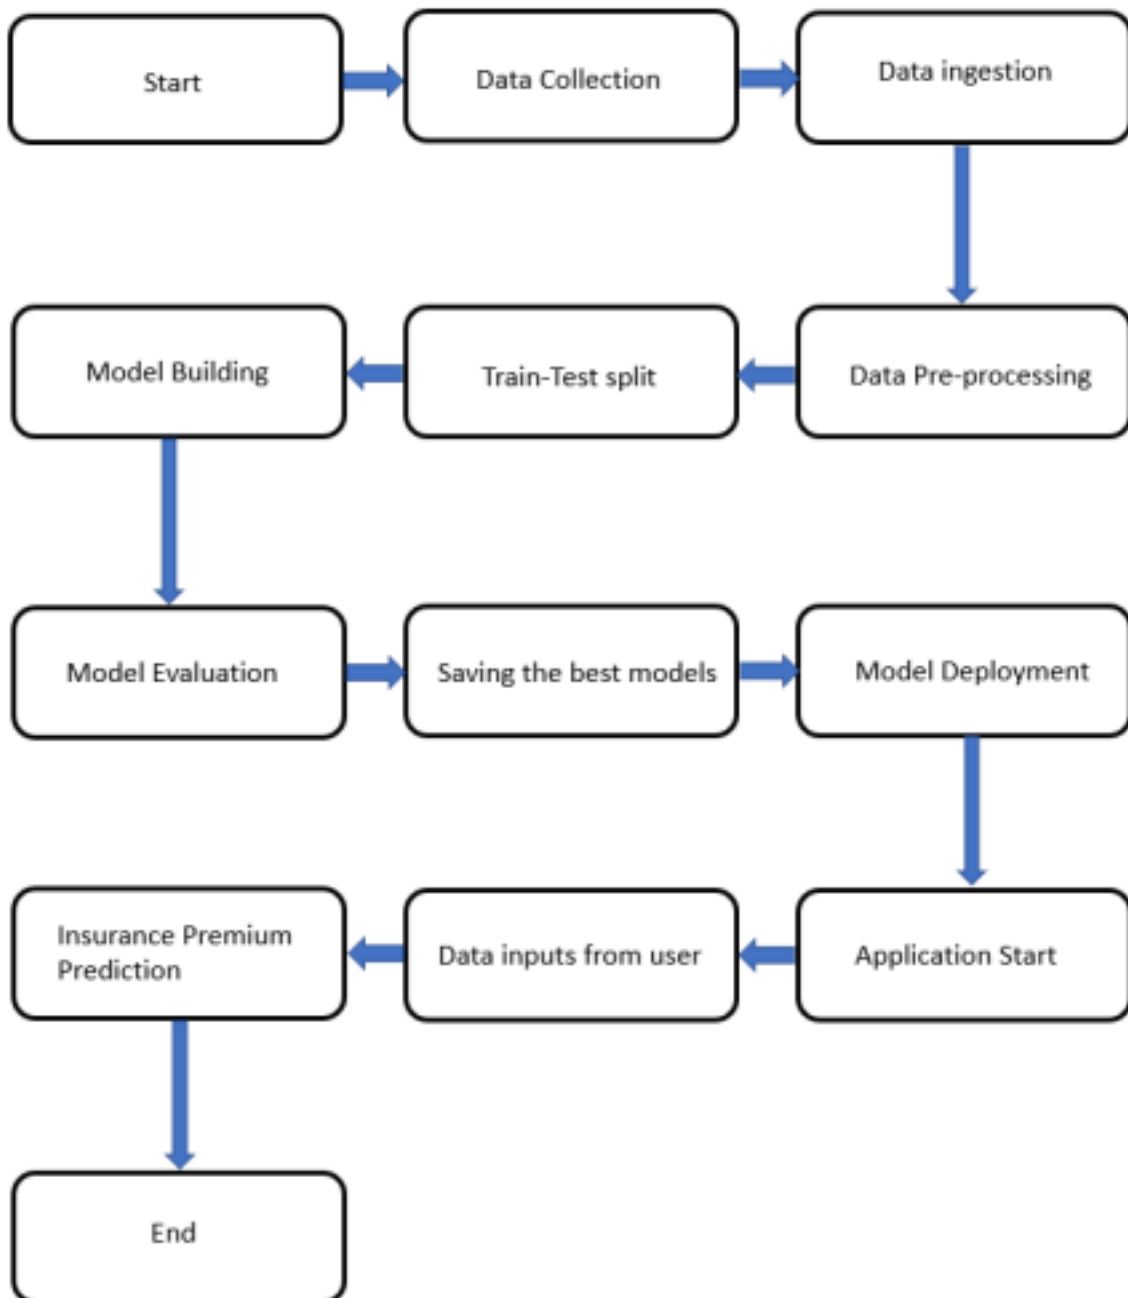 Start
Data Collection
Data ingestion
Data Pre-processing
Train-Test split
Model Building
Model Evaluation
Saving the best models
Model Deployment
Application Start
Data inputs from user
Insurance Premium
Prediction
End